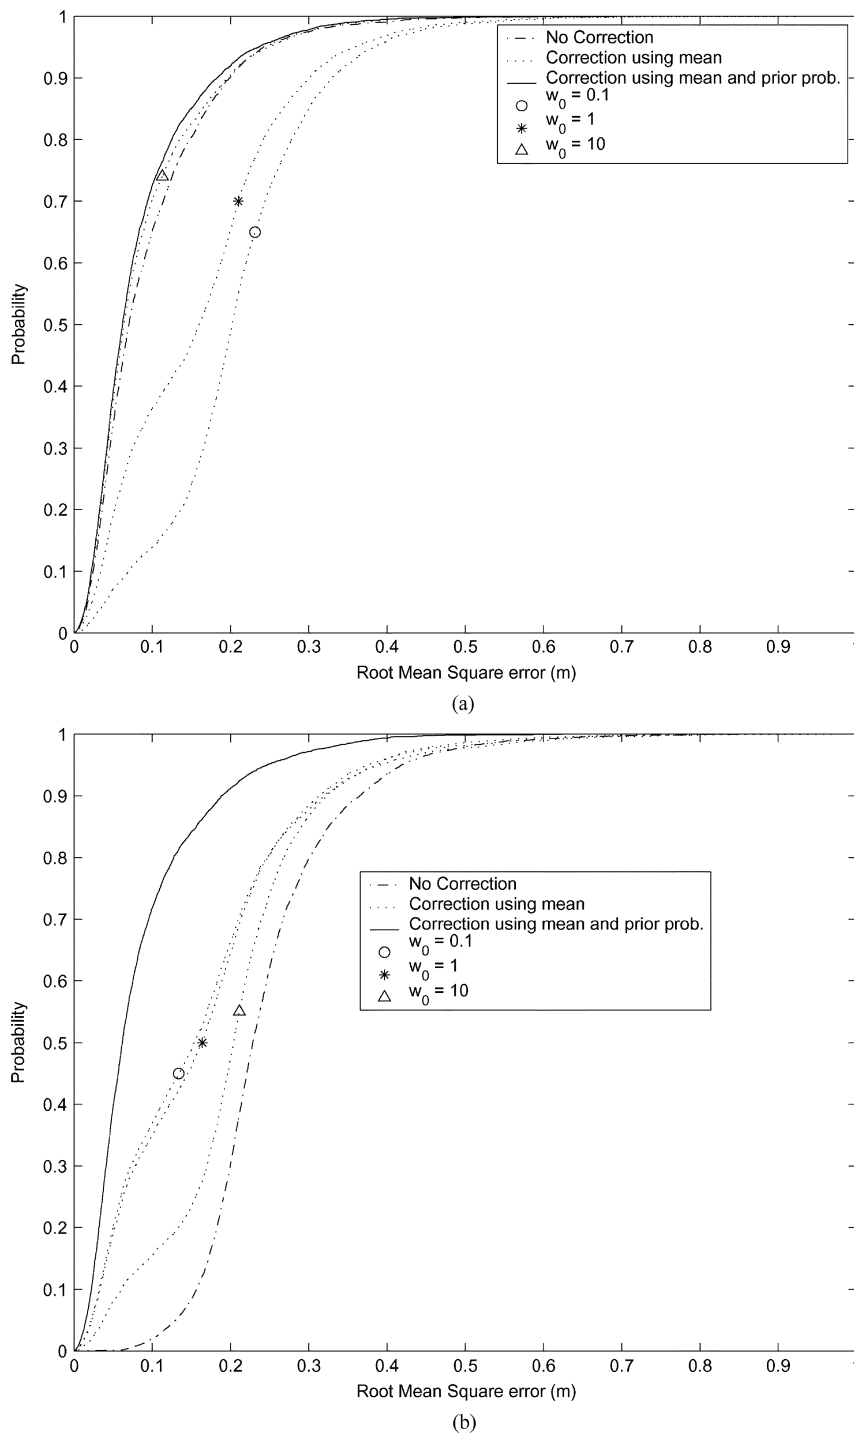 1
0.9
0.8
0.7
0.6
0.5
0.4
0.3
0.2
0.1
0
Probability
No Correction
Correction using mean
Correction using mean and prior prob.
w0 = 0.1
w0 = 1
w0 = 10
0 0.1 0.2 0.3 0.4 0.5 0.6 0.7 0.8 0.9 1
Root Mean Square error (m)
(a)
1
0.9
0.8
0.7
0.6
0.5
0.4
0.3
0.2
0.1
0
Probability
No Correction
Correction using mean
Correction using mean and prior prob.
w0 = 0.1
w0 = 1
w0 = 10
0 0.1 0.2 0.3 0.4 0.5 0.6 0.7 0.8 0.9
Root Mean Square error (m)
(b)